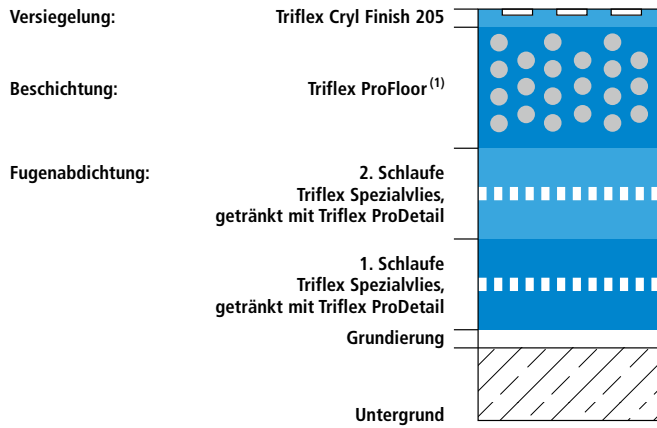 Versiegelung: Triflex Cryl Finish 205
Beschichtung: Triflex ProFloor (1)
Fugenabdichtung: 2. Schlaufe
Triflex Spezialvlies,
getränkt mit Triflex ProDetail
1. Schlaufe
Triflex Spezialvlies,
getränkt mit Triflex ProDetail
Grundierung
Untergrund